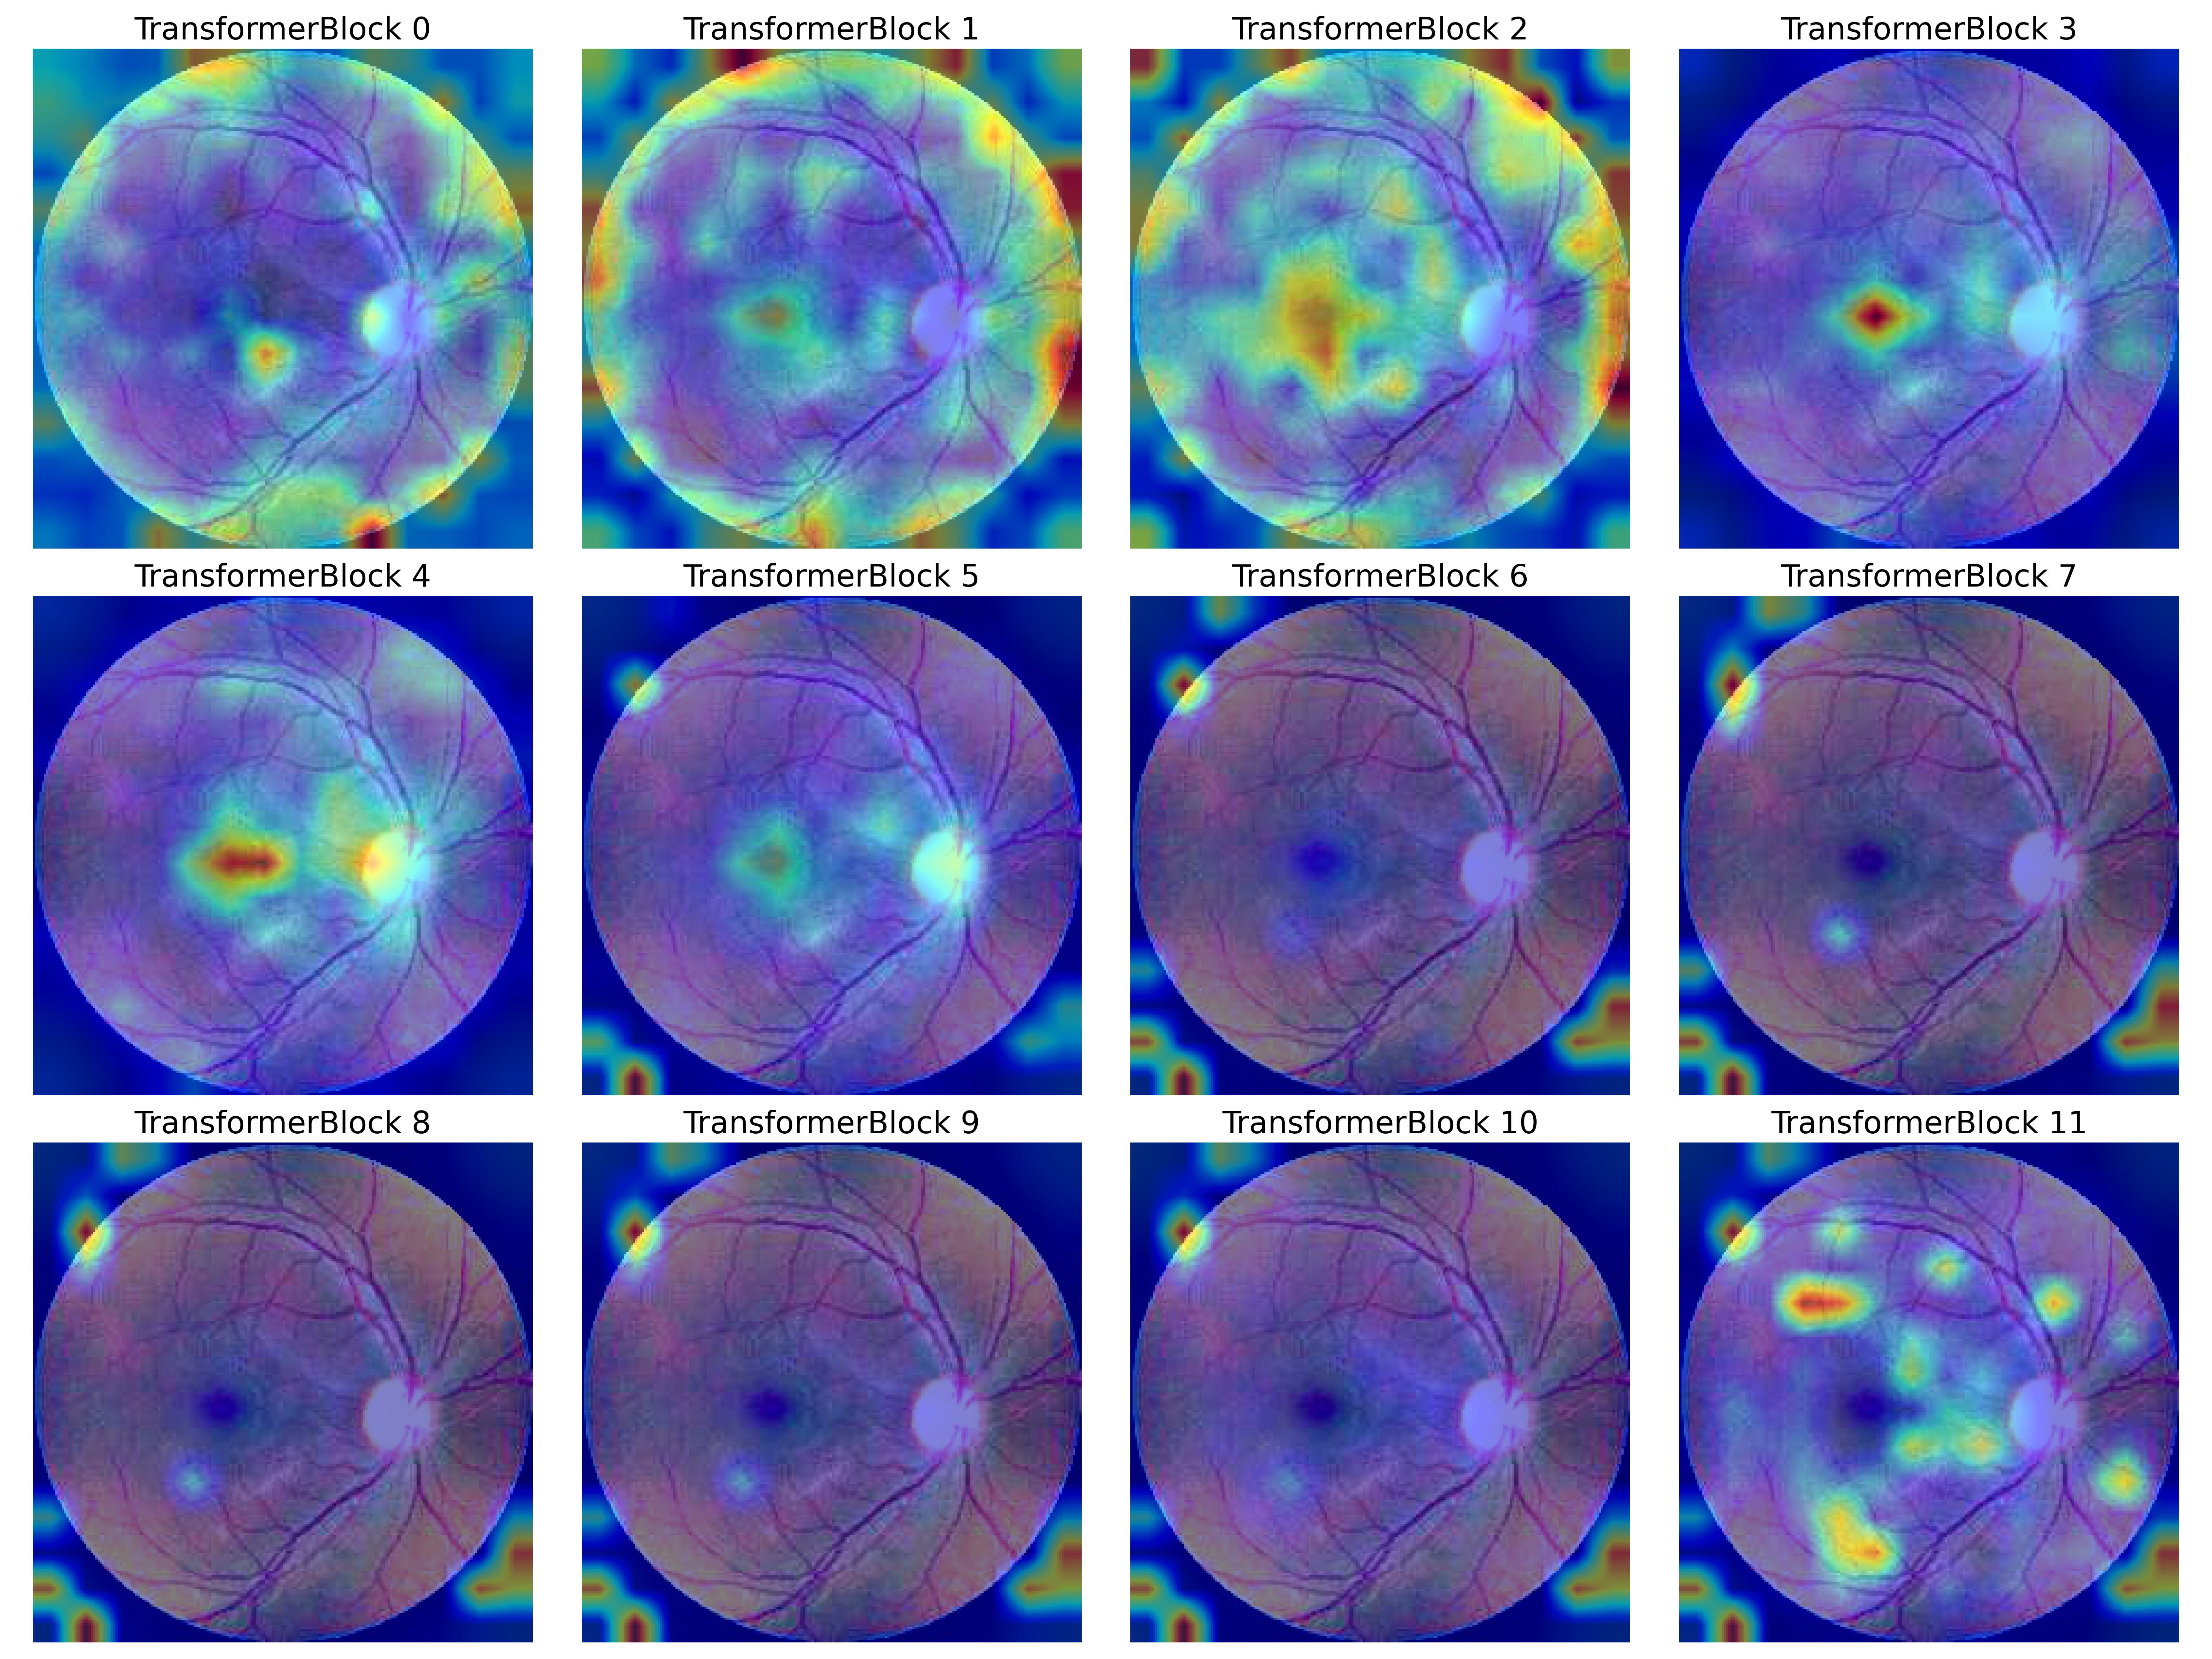 TransformerBlock 0
TransformerBlock 1
TransformerBlock 2
TransformerBlock 3
TransformerBlock 4
TransformerBlock 5
TransformerBlock 6
TransformerBlock 7
TransformerBlock 8
TransformerBlock 9
TransformerBlock 10
TransformerBlock 11